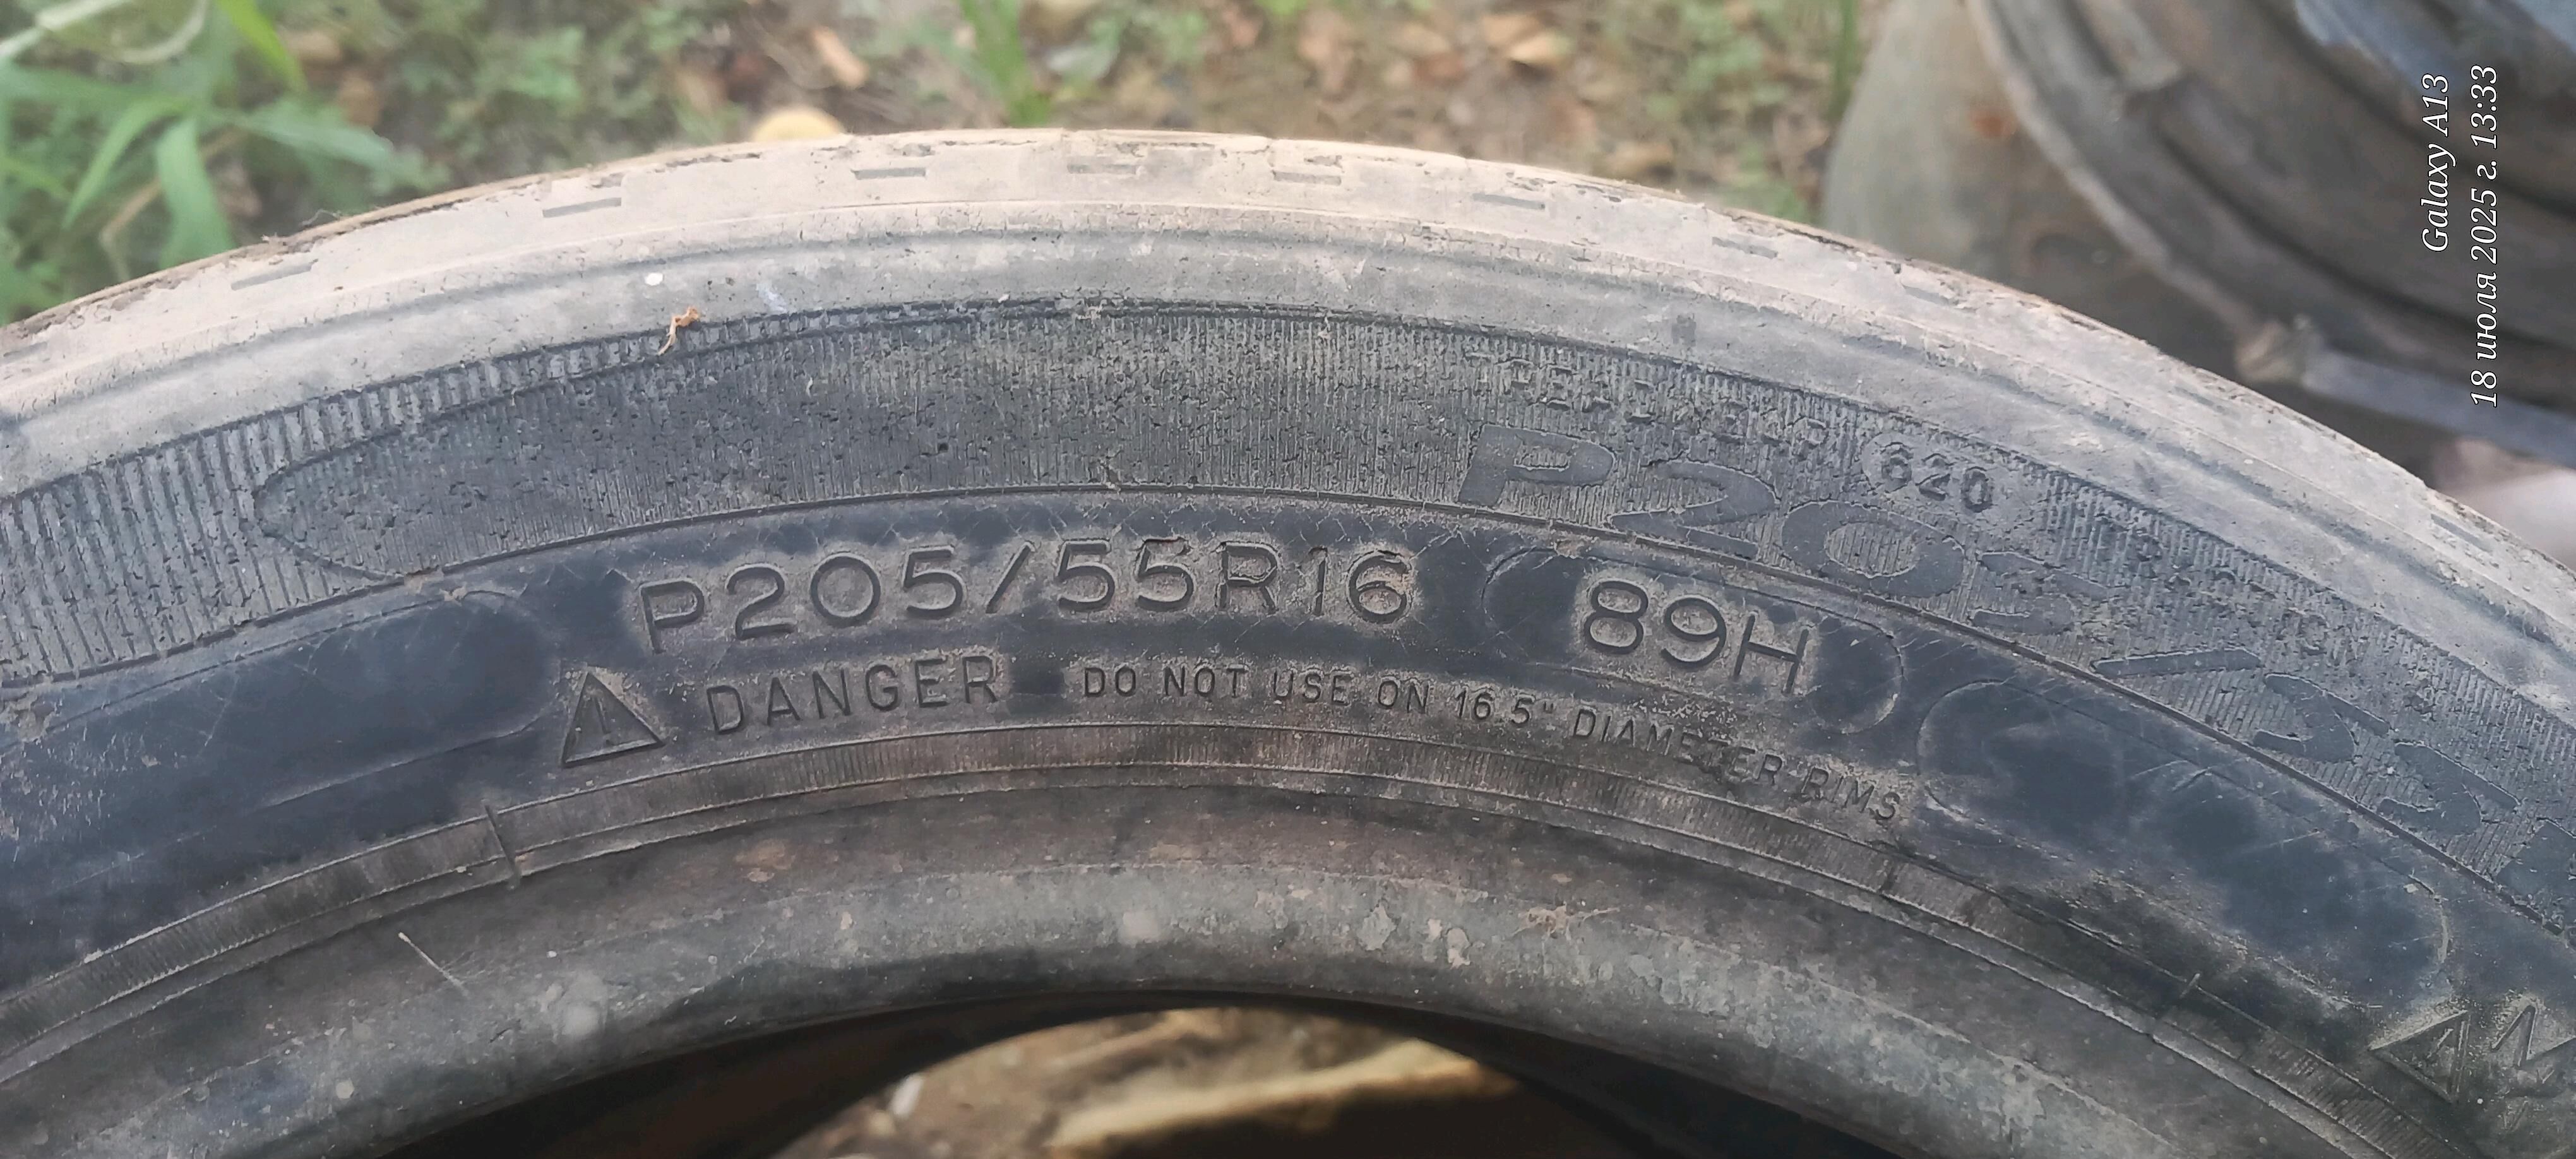 TREADWEAR 620
P205
P205/55R16 89H
DANGER DO NOT USE ON 16.5" DIAMETER RIMS
Galaxy A13
18 июля 2025 г. 13:33